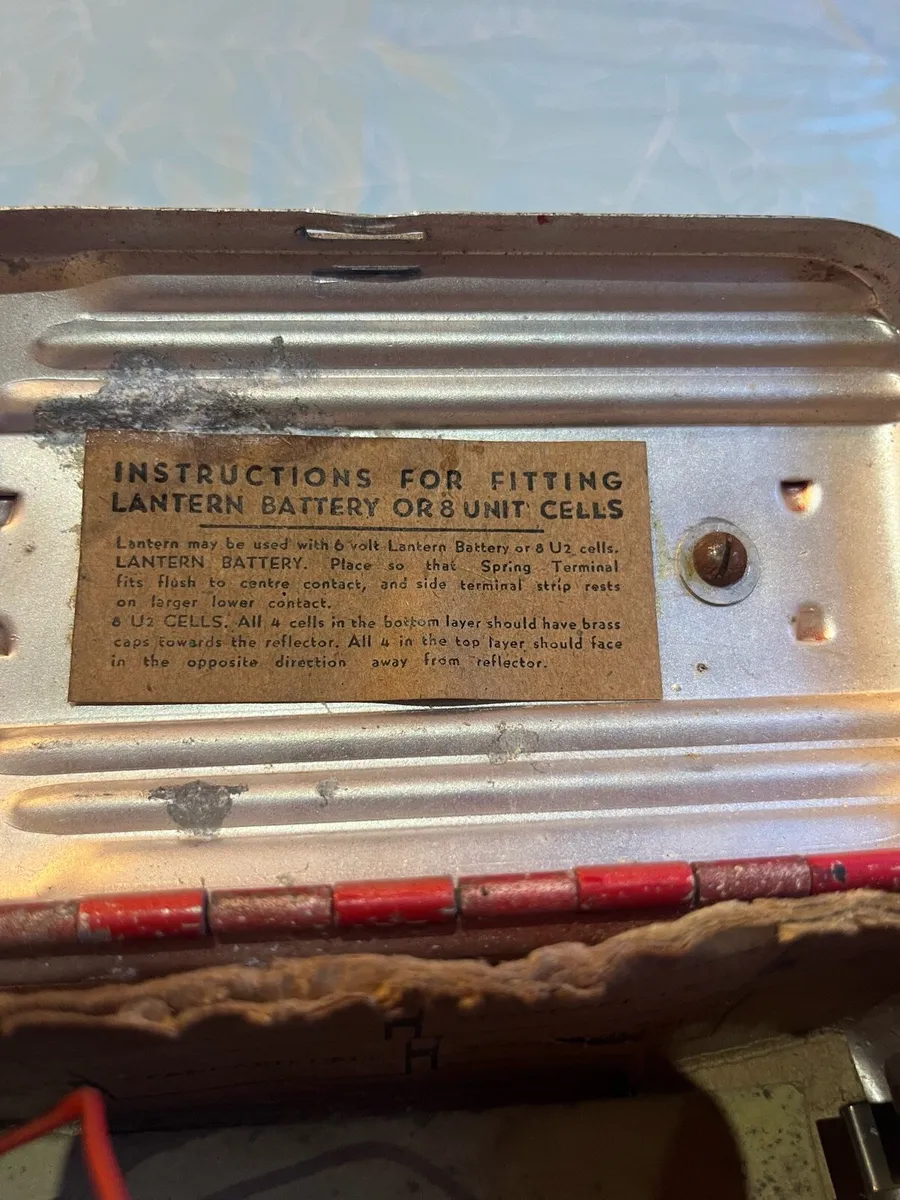 INSTRUCTIONS FOR FITTING
LANTERN BATTERY OR 8 UNIT CELLS
Lantern may be used with 6 volt Lantern Battery or 8 U2 cells.
LANTERN BATTERY. Place so that Spring Terminal
fits flush to centre contact, and side terminal strip rests
on larger lower contact.
8 U2 CELLS. All 4 cells in the bottom layer should have brass
caps towards the reflector. All 4 in the top layer should face
in the opposite direction away from reflector.
H
H